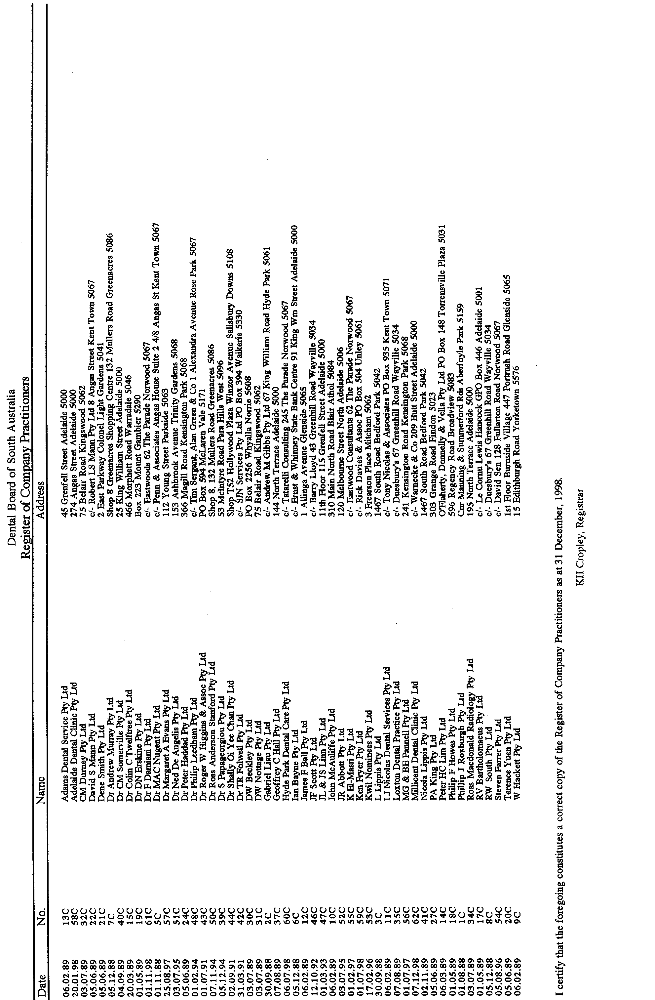 Dental Board of South Australia
Register of Company Practitioners
Date No. Name Address
06.02.89 13C Adams Dental Service Pty Ltd 45 Grenfell Street Adelaide 5000
20.01.98 58C Adelaide Dental Clinic Pty Ltd 274 Angas Street Adelaide 5000
03.07.89 32C CM Durney Pty Ltd 75 Belair Road Kingswood 5062
05.06.89 22C David S Mann Pty Ltd c/- Robert LS Mann Pty Ltd 8 Angas Street Kent Town 5067
05.06.89 21C Dene Smith Pty Ltd 2 East Parkway Colonel Light Gardens 5041
05.12.88 7C Dr Andrew Murray Pty Ltd Shop 8 Greenacres Shopping Centre 132 Mullers Road Greenacres 5086
04.09.89 40C Dr CM Somerville Pty Ltd 25 King William Street Adelaide 5000
20.03.89 15C Dr Colin C Twelftree Pty Ltd 466 Morphett Road Warradale 5046
01.05.89 19C Dr DN Erskine Pty Ltd Box 223 Mount Gambier 5290
01.11.98 61C Dr F Damiani Pty Ltd c/- Eastwoods 62 The Parade Norwood 5067
01.11.88 5C Dr MAC Nugent Pty Ltd c/- Penn & Associates Angas House Suite 2 4/8 Angas St Kent Town 5067
25.08.97 57C Dr Margaret A Evans Pty Ltd 112 Young Street Parkside 5063
03.07.95 51C Dr Ned De Angelis Pty Ltd 153 Ashbrook Avenue Trinity Gardens 5068
05.06.89 24C Dr Peter Haddad Pty Ltd 366 Magill Road Kensington Park 5068
01.02.94 48C Dr Philip Leedham Pty Ltd c/- Tim Sergant, Alan Green & Co 1 Alexandra Avenue Rose Park 5067
01.07.91 43C Dr Roger W Higgins & Assoc Pty Ltd PO Box 594 McLaren Vale 5171
07.11.94 50C Dr Ross Anderson Stanford Pty Ltd Shop 8, 132 Mullers Road Greenacres 5086
05.12.94 39C Dr S Papageorgiou Pty Ltd 53 McIntyre Road Para Hills West 5096
02.09.91 44C Dr Shally Oi Yee Chan Pty Ltd Shop T52 Hollywood Plaza Winzor Avenue Salisbury Downs 5108
31.03.91 42C Dr TR Folwell Pty Ltd c/- SJN Services Pty Ltd PO Box 394 Waikerie 5330
03.07.89 30C DW Beckley Pty Ltd PO Box 2256 Whyalla Norrie 5608
03.07.89 31C DW Nottage Pty Ltd 75 Belair Road Kingswood 5062
30.09.88 2C Gabriel Liau Pty Ltd c/- Andrew M Gibbs Pty Ltd 67 King William Road Hyde Park 5061
07.08.89 37C Geoffrey C Hall Pty Ltd 144 North Terrace Adelaide 5000
06.07.98 60C Hyde Park Dental Care Pty Ltd c/- Tatarelli Consulting 245 The Parade Norwood 5067
05.12.88 6C Ian Bayne Pty Ltd c/- Ernst & Whinney State Bank Centre 91 King Wm Street Adelaide 5000
06.02.89 12C James F Ball Pty Ltd 1 Allinga Avenue Glenside 5065
12.10.92 46C JF Scott Pty Ltd c/- Barry Lloyd 43 Greenhill Road Wayville 5034
01.03.93 47C JL & JS Linn Pty Ltd 11th Floor 115 Grenfell Street Adelaide 5000
06.02.89 10C John McAuliffe Pty Ltd 310 Main North Road Blair Athol 5084
03.07.95 52C JR Abbott Pty Ltd 120 Melbourne Street North Adelaide 5006
01.02.97 55C K El-Masri Pty Ltd c/- Eastwood Consultants 62 The Parade Norwood 5067
01.07.98 59C Ken Fryer Pty Ltd c/- Rick Davies & Assoc PO Box 504 Unley 5061
17.02.96 53C Kwil Nominees Pty Ltd 3 Frearson Place Mitcham 5062
30.09.88 3C L Lippis Pty Ltd 1467 South Road Bedford Park 5042
06.02.89 11C LJ Nicolas Dental Services Pty Ltd c/- Tony Nicolas & Associates PO Box 935 Kent Town 5071
07.08.89 35C Loxton Dental Practice Pty Ltd c/- Duesbury's 67 Greenhill Road Wayville 5034
01.07.97 56C MG & BE Pannell Pty Ltd 241 Kensington Road Kensington Park 5068
07.12.98 62C Millicent Dental Clinic Pty Ltd c/- Warnecke & Co 209 Hutt Street Adelaide 5000
02.11.89 41C Nicola Lippis Pty Ltd 1467 South Road Bedford Park 5042
05.06.89 27C PA King Pty Ltd 303 Grange Road Findon 5023
06.03.89 14C Peter HC Lim Pty Ltd O'Flaherty, Donnelly & Vella Pty Ltd PO Box 148 Torrensville Plaza 5031
01.05.89 18C Philip F Howes Pty Ltd 596 Regency Road Broadview 5083
01.08.88 1C Phillip J Roxburgh Pty Ltd Cnr Manning & Summerford Rds Aberfoyle Park 5159
03.07.89 34C Ross Macdonald Radiology Pty Ltd 195 North Terrace Adelaide 5000
01.05.89 17C RV Bartholomaeus Pty Ltd c/- Le Cornu Lewis Hancock GPO Box 446 Adelaide 5001
05.12.88 8C RW South Pty Ltd c/- Duesbury's 67 Greenhill Road Wayville 5034
05.08.96 54C Steven Farrer Pty Ltd c/- David Sen 128 Fullarton Road Norwood 5067
05.06.89 20C Terence Yuen Pty Ltd 1st Floor Burnside Village 447 Portrush Road Glenside 5065
06.02.89 9C W Hackett Pty Ltd 15 Edithburgh Road Yorketown 5576
I certify that the foregoing constitutes a correct copy of the Register of Company Practitioners as at 31 December, 1998.
KH Cropley, Registrar